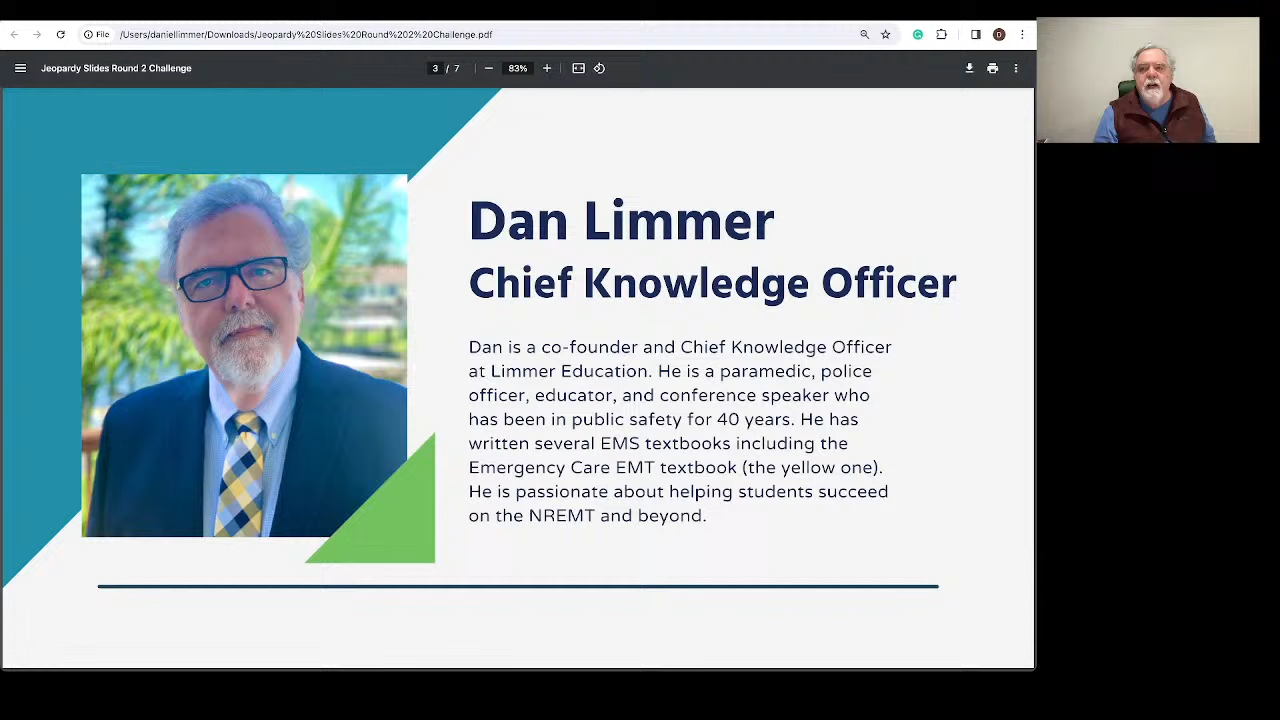 File
/Users/daniellimmer/Downloads/Jeopardy%20Slides%20Round%202%20Challenge.pdf
D
Jeopardy Slides Round 2 Challenge
3 / 7
83%
Dan Limmer
Chief Knowledge Officer
Dan is a co-founder and Chief Knowledge Officer
at Limmer Education. He is a paramedic, police
officer, educator, and conference speaker who
has been in public safety for 40 years. He has
written several EMS textbooks including the
Emergency Care EMT textbook (the yellow one).
He is passionate about helping students succeed
on the NREMT and beyond.